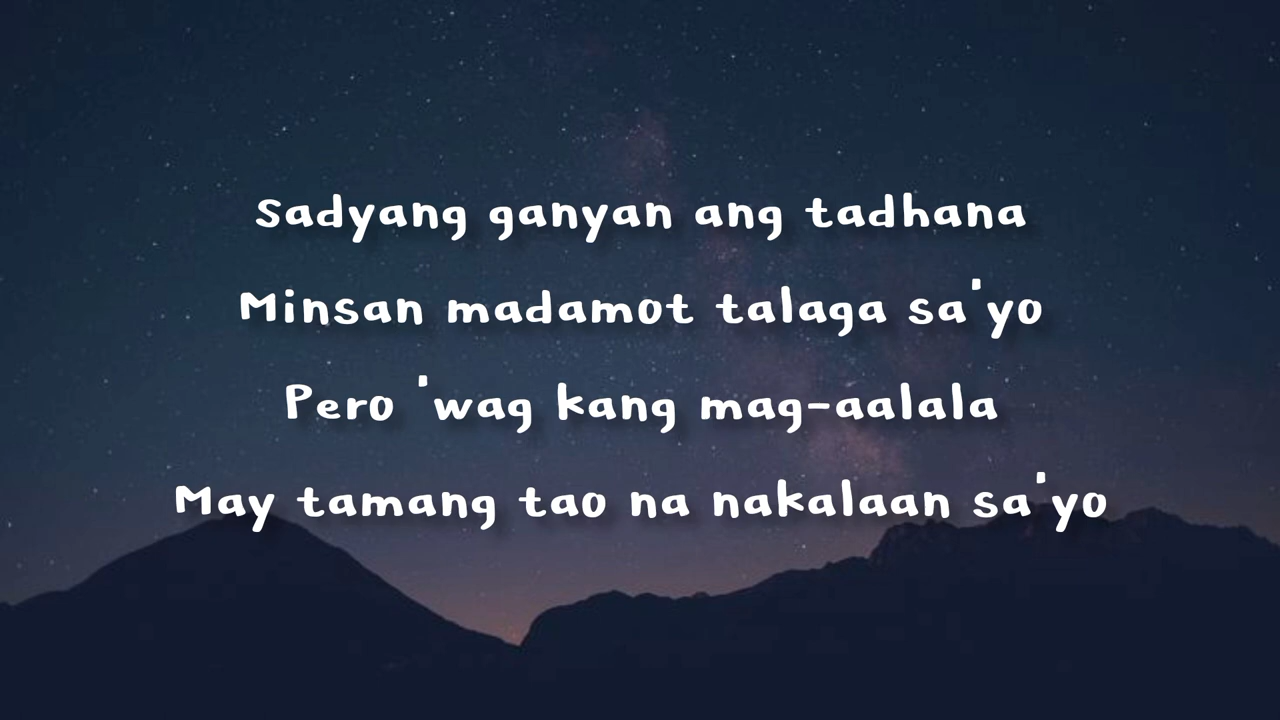 Sadyang ganyan ang tadhana
Minsan madamot talaga sa'yo
Pero 'wag kang mag-aalala
May tamang tao na nakalaan sa'yo